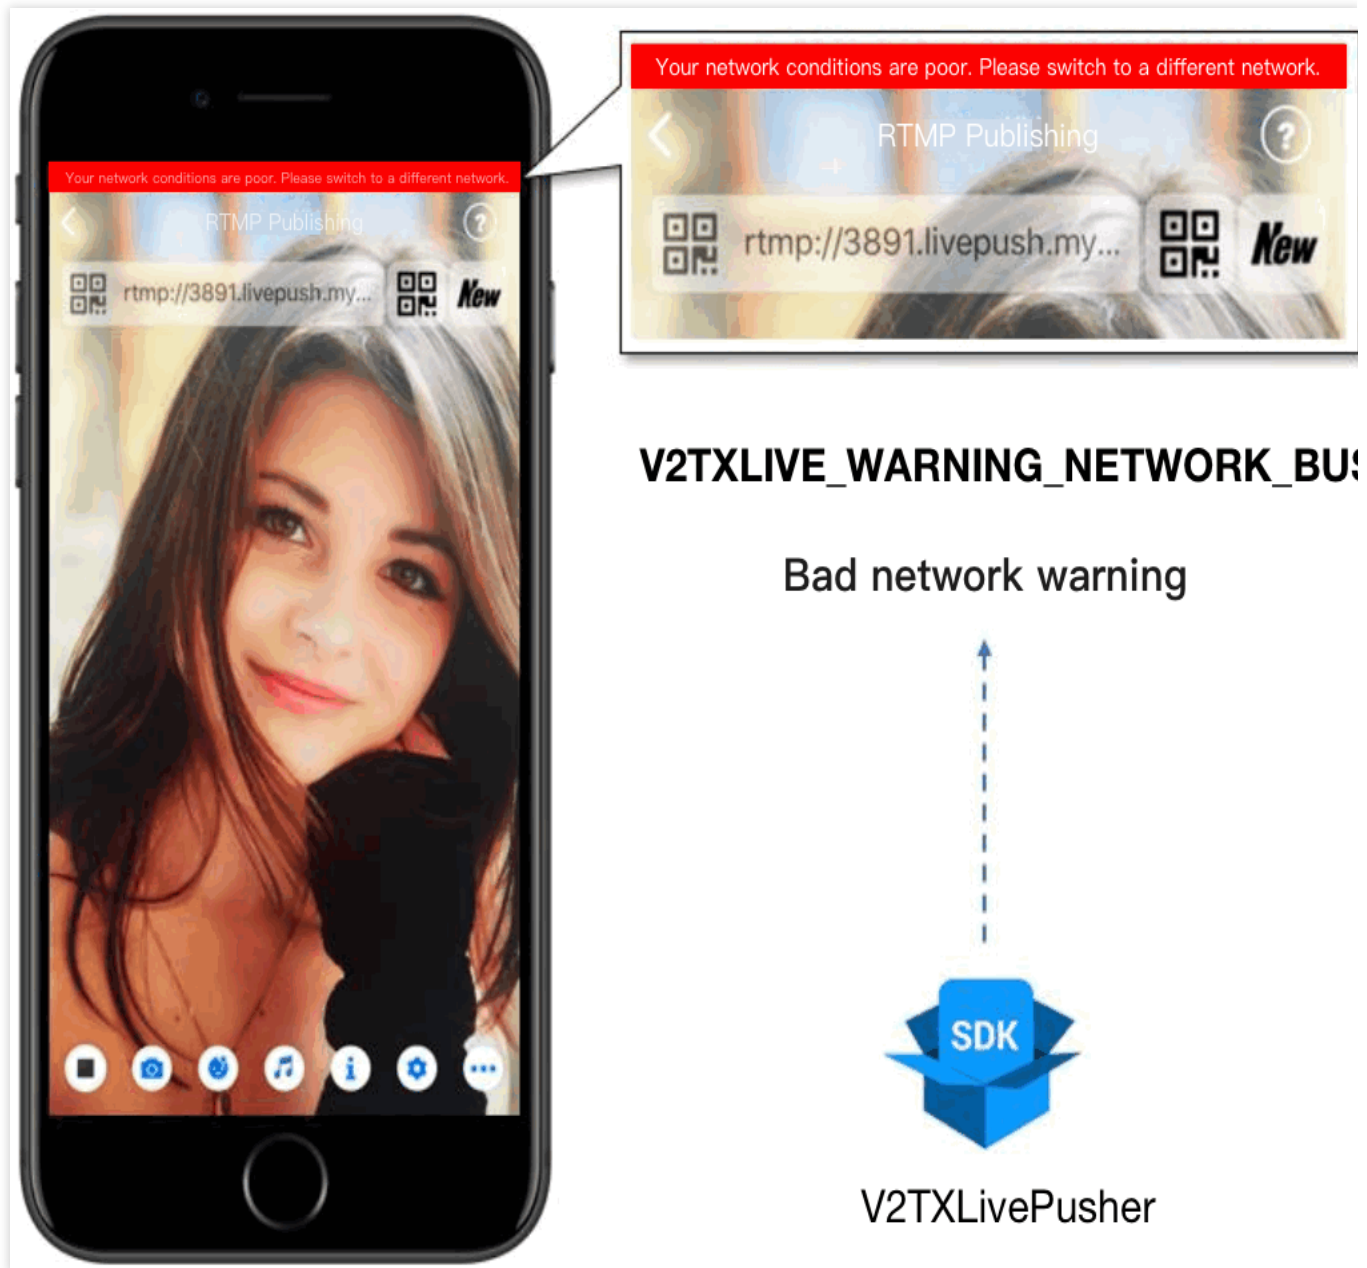 Your network conditions are poor. Please switch to a different network.
RTMP Publishing
?
rtmp://3891.livepush.my...
New
Your network conditions are poor. Please switch to a different network.
RTMP Publishing
?
rtmp://3891.livepush.my...
New
V2TXLIVE_WARNING_NETWORK_BUS
Bad network warning
SDK
V2TXLivePusher